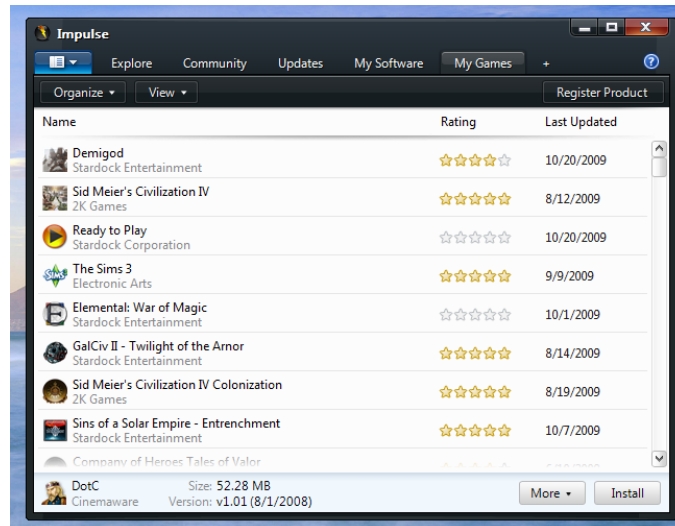 Impulse
Explore Community Updates My Software My Games +
Organize View Register Product
Name Rating Last Updated
Demigod
Stardock Entertainment
10/20/2009
Sid Meier's Civilization IV
2K Games
8/12/2009
Ready to Play
Stardock Corporation
10/20/2009
The Sims 3
Electronic Arts
9/9/2009
Elemental: War of Magic
Stardock Entertainment
10/1/2009
GalCiv II - Twilight of the Arnor
Stardock Entertainment
8/14/2009
Sid Meier's Civilization IV Colonization
2K Games
8/19/2009
Sins of a Solar Empire - Entrenchment
Stardock Entertainment
10/7/2009
Company of Heroes Tales of Valor
DotC Size: 52.28 MB
Cinemaware Version: v1.01 (8/1/2008)
More Install